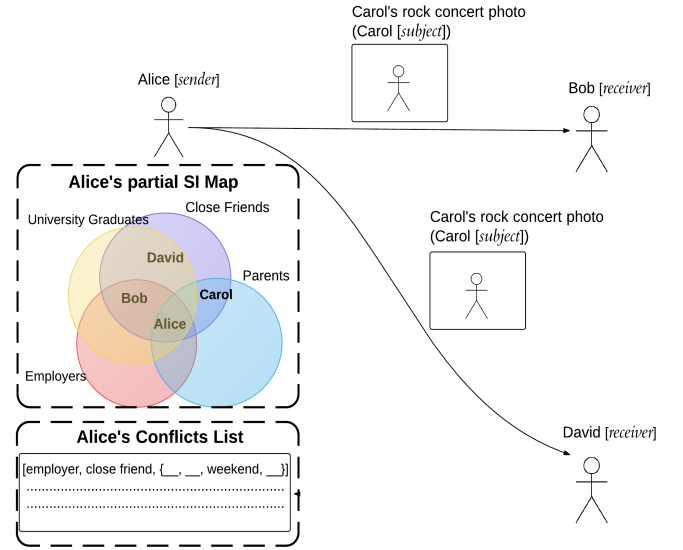 Carol's rock concert photo
(Carol [subject])
Alice [sender]
Bob [receiver]
Alice's partial SI Map
Close Friends
University Graduates
David
Parents
Bob
Carol
Alice
Employers
Carol's rock concert photo
(Carol [subject])
Alice's Conflicts List
[employer, close friend, {__, __, weekend, __}]
David [receiver]